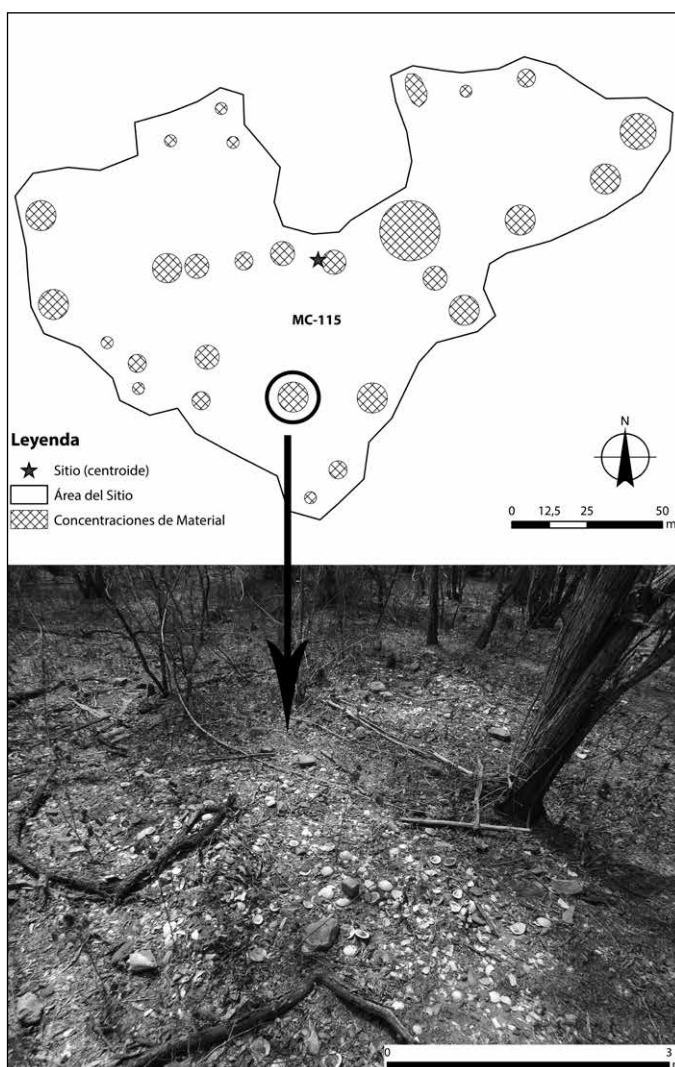 MC-115
Leyenda
Sitio (centroide)
Área del Sitio
Concentraciones de Material
N
0 12,5 25 50
m
0 3